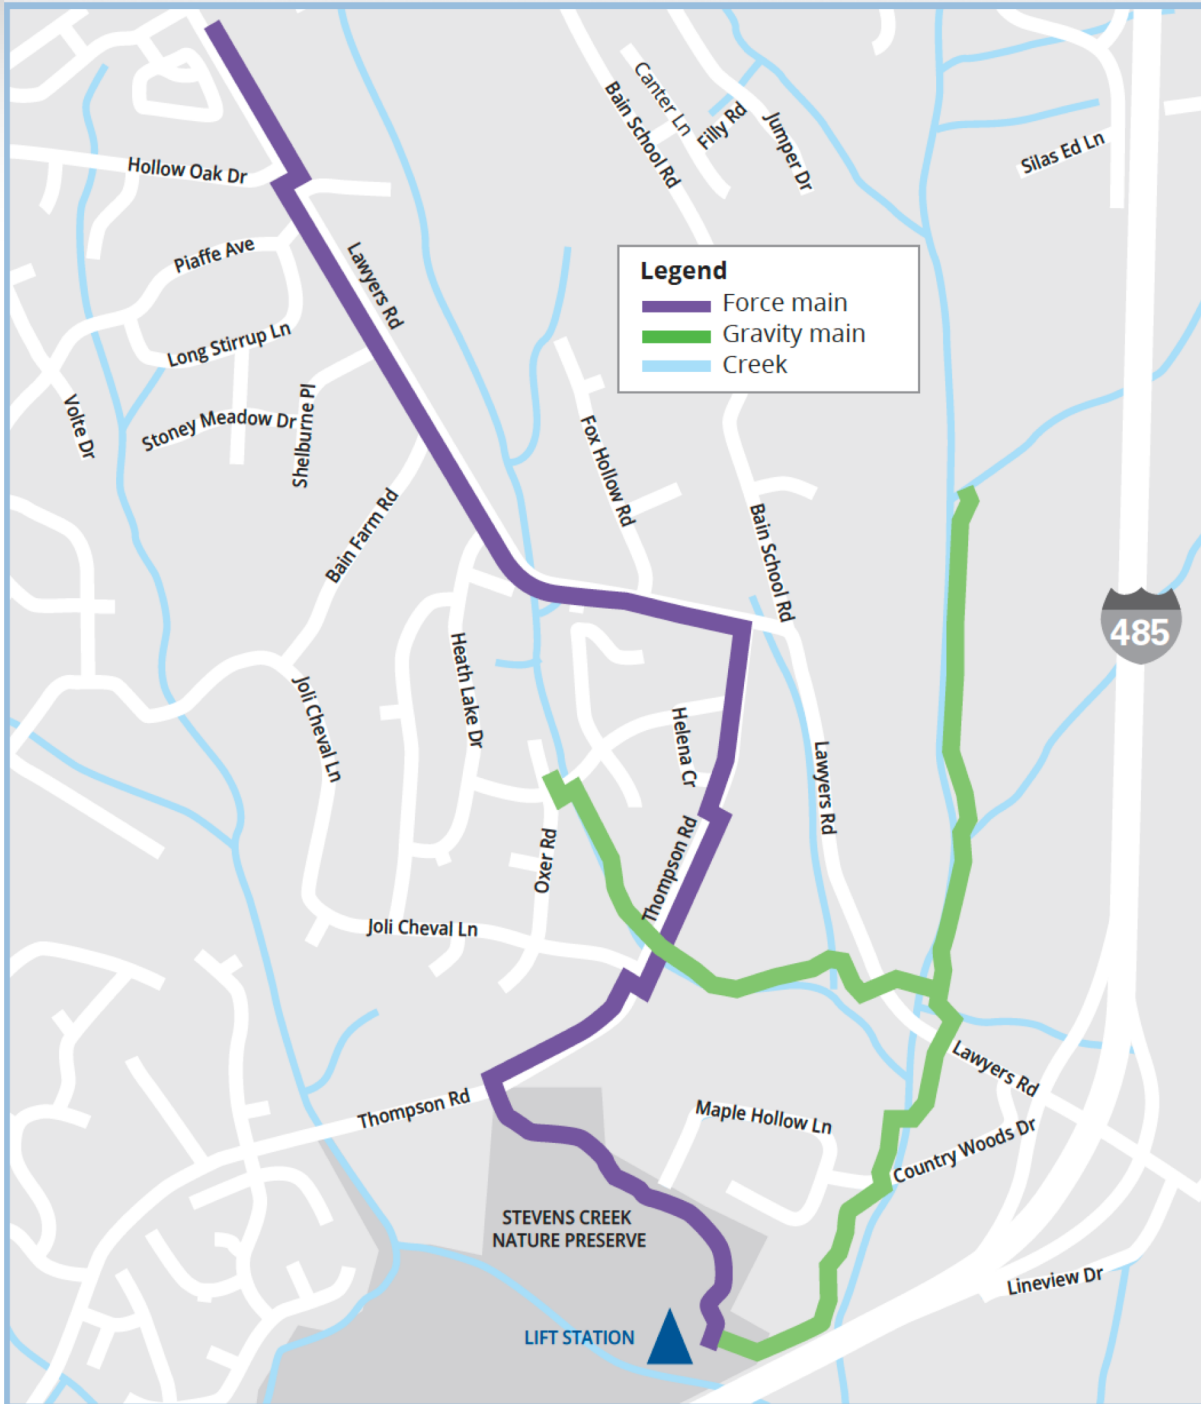 Canter Ln
Bain School Rd
Filly Rd
Jumper Dr
Silas Ed Ln
Hollow Oak Dr
Piaffe Ave
Lawyers Rd
Legend
Force main
Gravity main
Creek
Long Stirrup Ln
Volte Dr
Stoney Meadow Dr
Shelburne Pl
Fox Hollow Rd
Bain Farm Rd
Bain School Rd
485
Heath Lake Dr
Joli Cheval Ln
Helena Cr
Lawyers Rd
Thompson Rd
Oxer Rd
Joli Cheval Ln
Lawyers Rd
Thompson Rd
Maple Hollow Ln
Country Woods Dr
STEVENS CREEK
NATURE PRESERVE
Lineview Dr
LIFT STATION